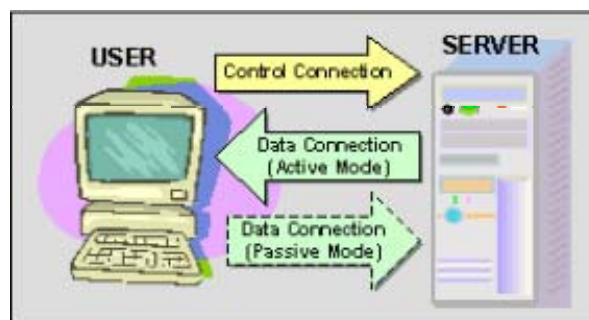 USER
SERVER
Control Connection
Data Connection
(Active Mode)
Data Connection
(Passive Mode)